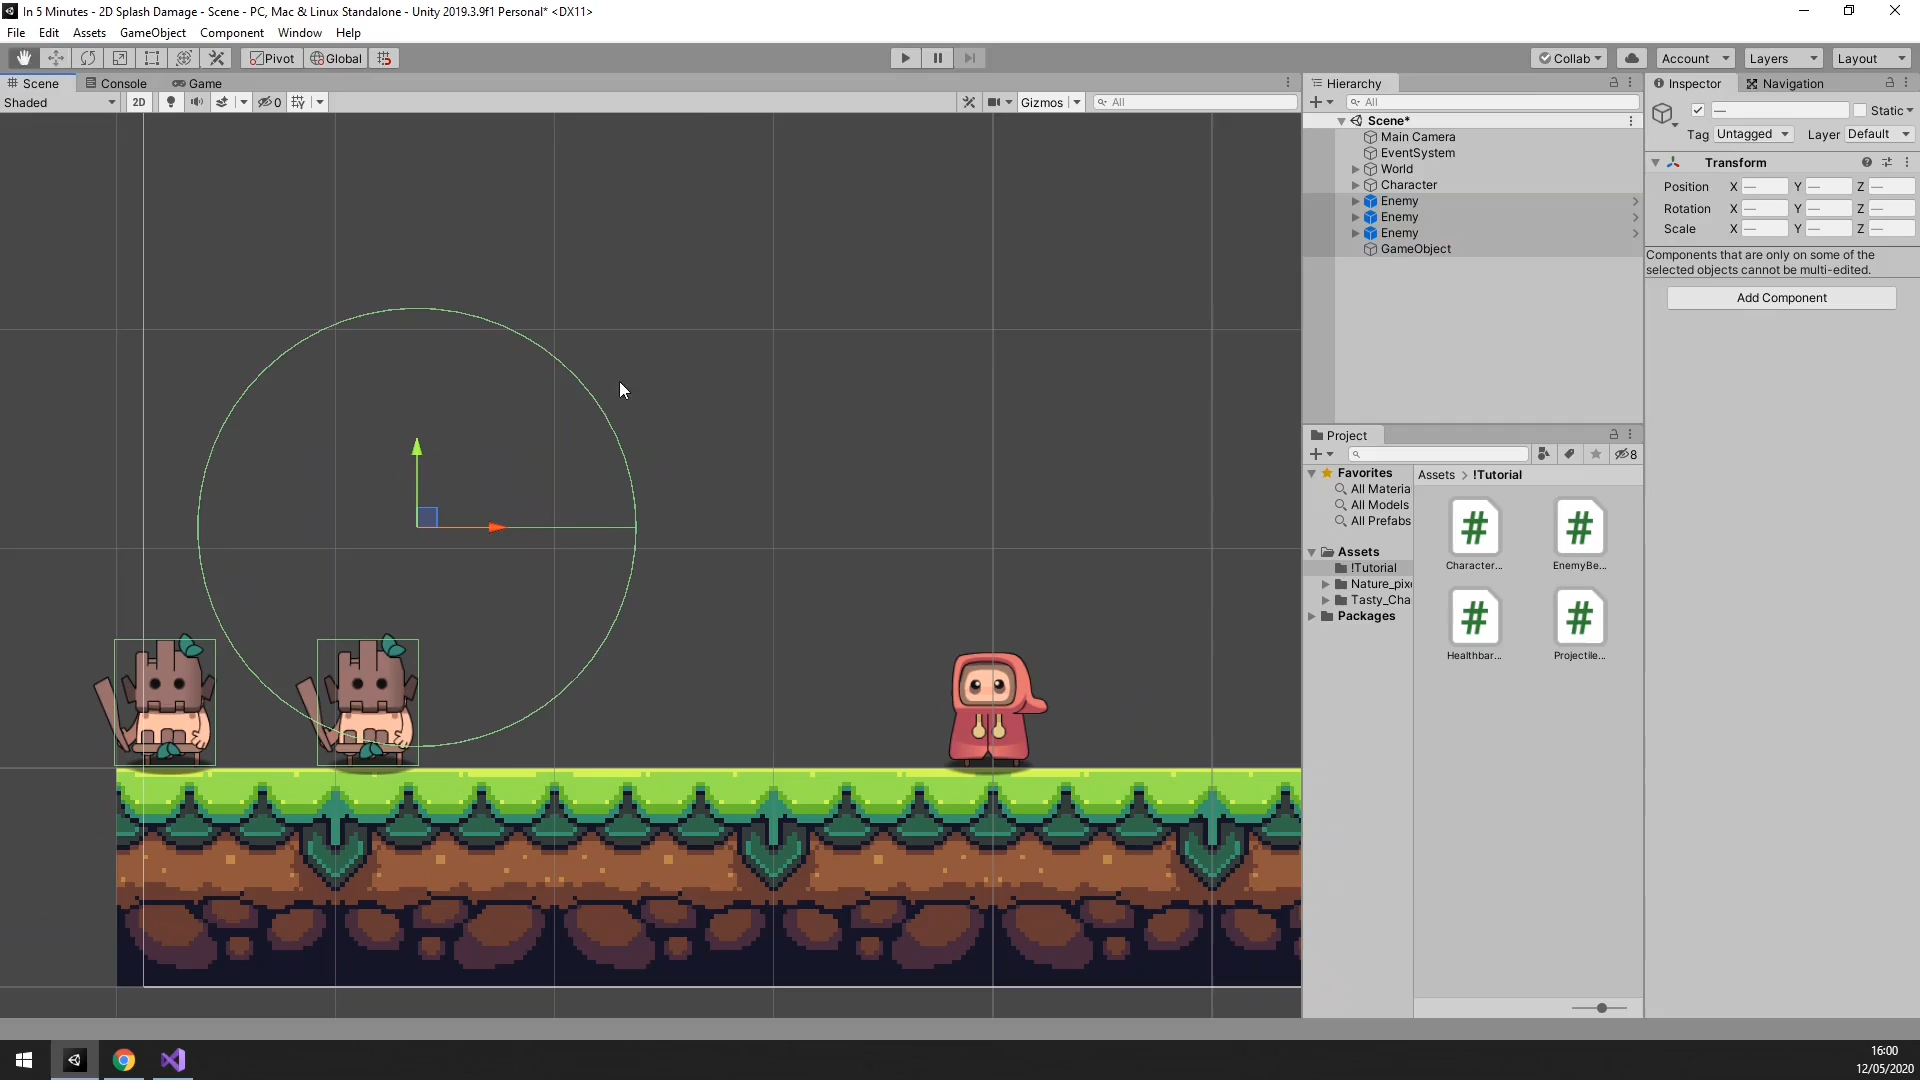 In 5 Minutes - 2D Splash Damage - Scene - PC, Mac & Linux Standalone - Unity 2019.3.9f1 Personal* <DX11>
File Edit Assets GameObject Component Window Help
Pivot Global Collab Account Layers Layout
Scene Console Game
Shaded 2D 0 Gizmos All
Hierarchy
All
Scene*
Main Camera
EventSystem
World
Character
Enemy
Enemy
Enemy
GameObject
Project
8
Favorites
All Materia
All Models
All Prefabs
Assets
!Tutorial
Nature_pix
Tasty_Cha
Packages
Assets > !Tutorial
Character...
EnemyBe...
Healthbar...
Projectile...
Inspector Navigation
— Static
Tag Untagged Layer Default
Transform
Position X — Y — Z —
Rotation X — Y — Z —
Scale X — Y — Z —
Components that are only on some of the
selected objects cannot be multi-edited.
Add Component
16:00
12/05/2020